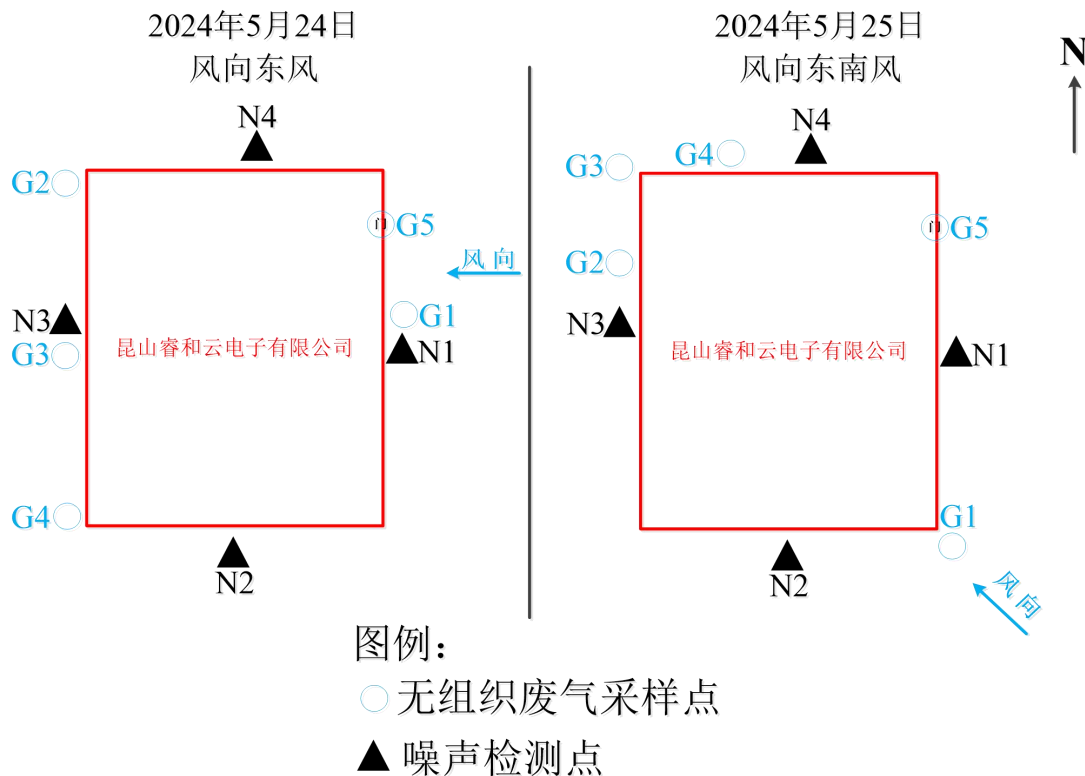 2024年5月24日
风向东风
N4
G2
门
G5
风向
N3
G1
昆山睿和云电子有限公司
G3
N1
G4
N2
2024年5月25日
风向东南风
N
N4
G4
G3
门
G5
G2
N3
昆山睿和云电子有限公司
N1
G1
N2
风向
图例：
无组织废气采样点
噪声检测点